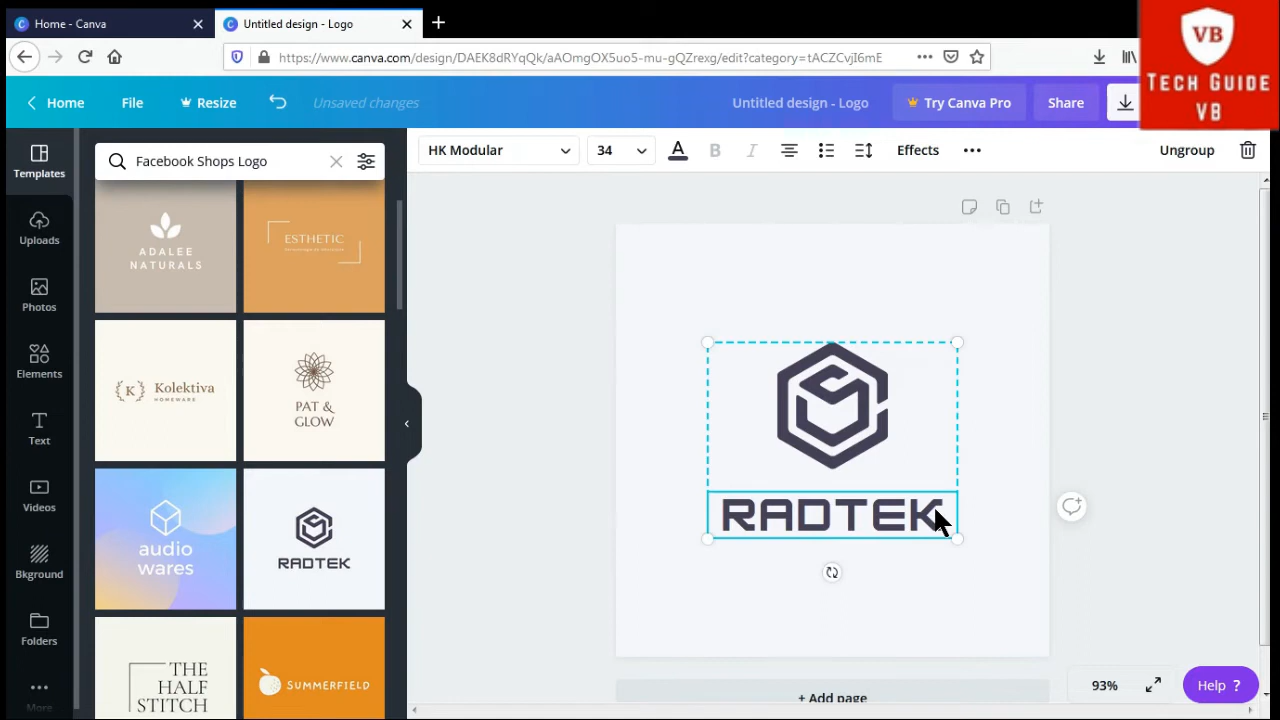 Home - Canva
Untitled design - Logo
https://www.canva.com/design/DAEK8dRYqQk/aAOmgOX5uo5-mu-gQZrexg/edit?category=tACZCvjI6mE
VB
TECH GUIDE
VB
Home
File
Resize
Unsaved changes
Untitled design - Logo
Try Canva Pro
Share
Templates
Uploads
Photos
Elements
Text
Videos
Bkground
Folders
More
Facebook Shops Logo
ADALEE
NATURALS
ESTHETIC
K Kolektiva
HOMEWARE
PAT &
GLOW
audio
wares
RADTEK
THE
HALF
STITCH
SUMMERFIELD
HK Modular
34
A
B
I
Effects
Ungroup
RADTEK
+ Add page
93%
Help ?